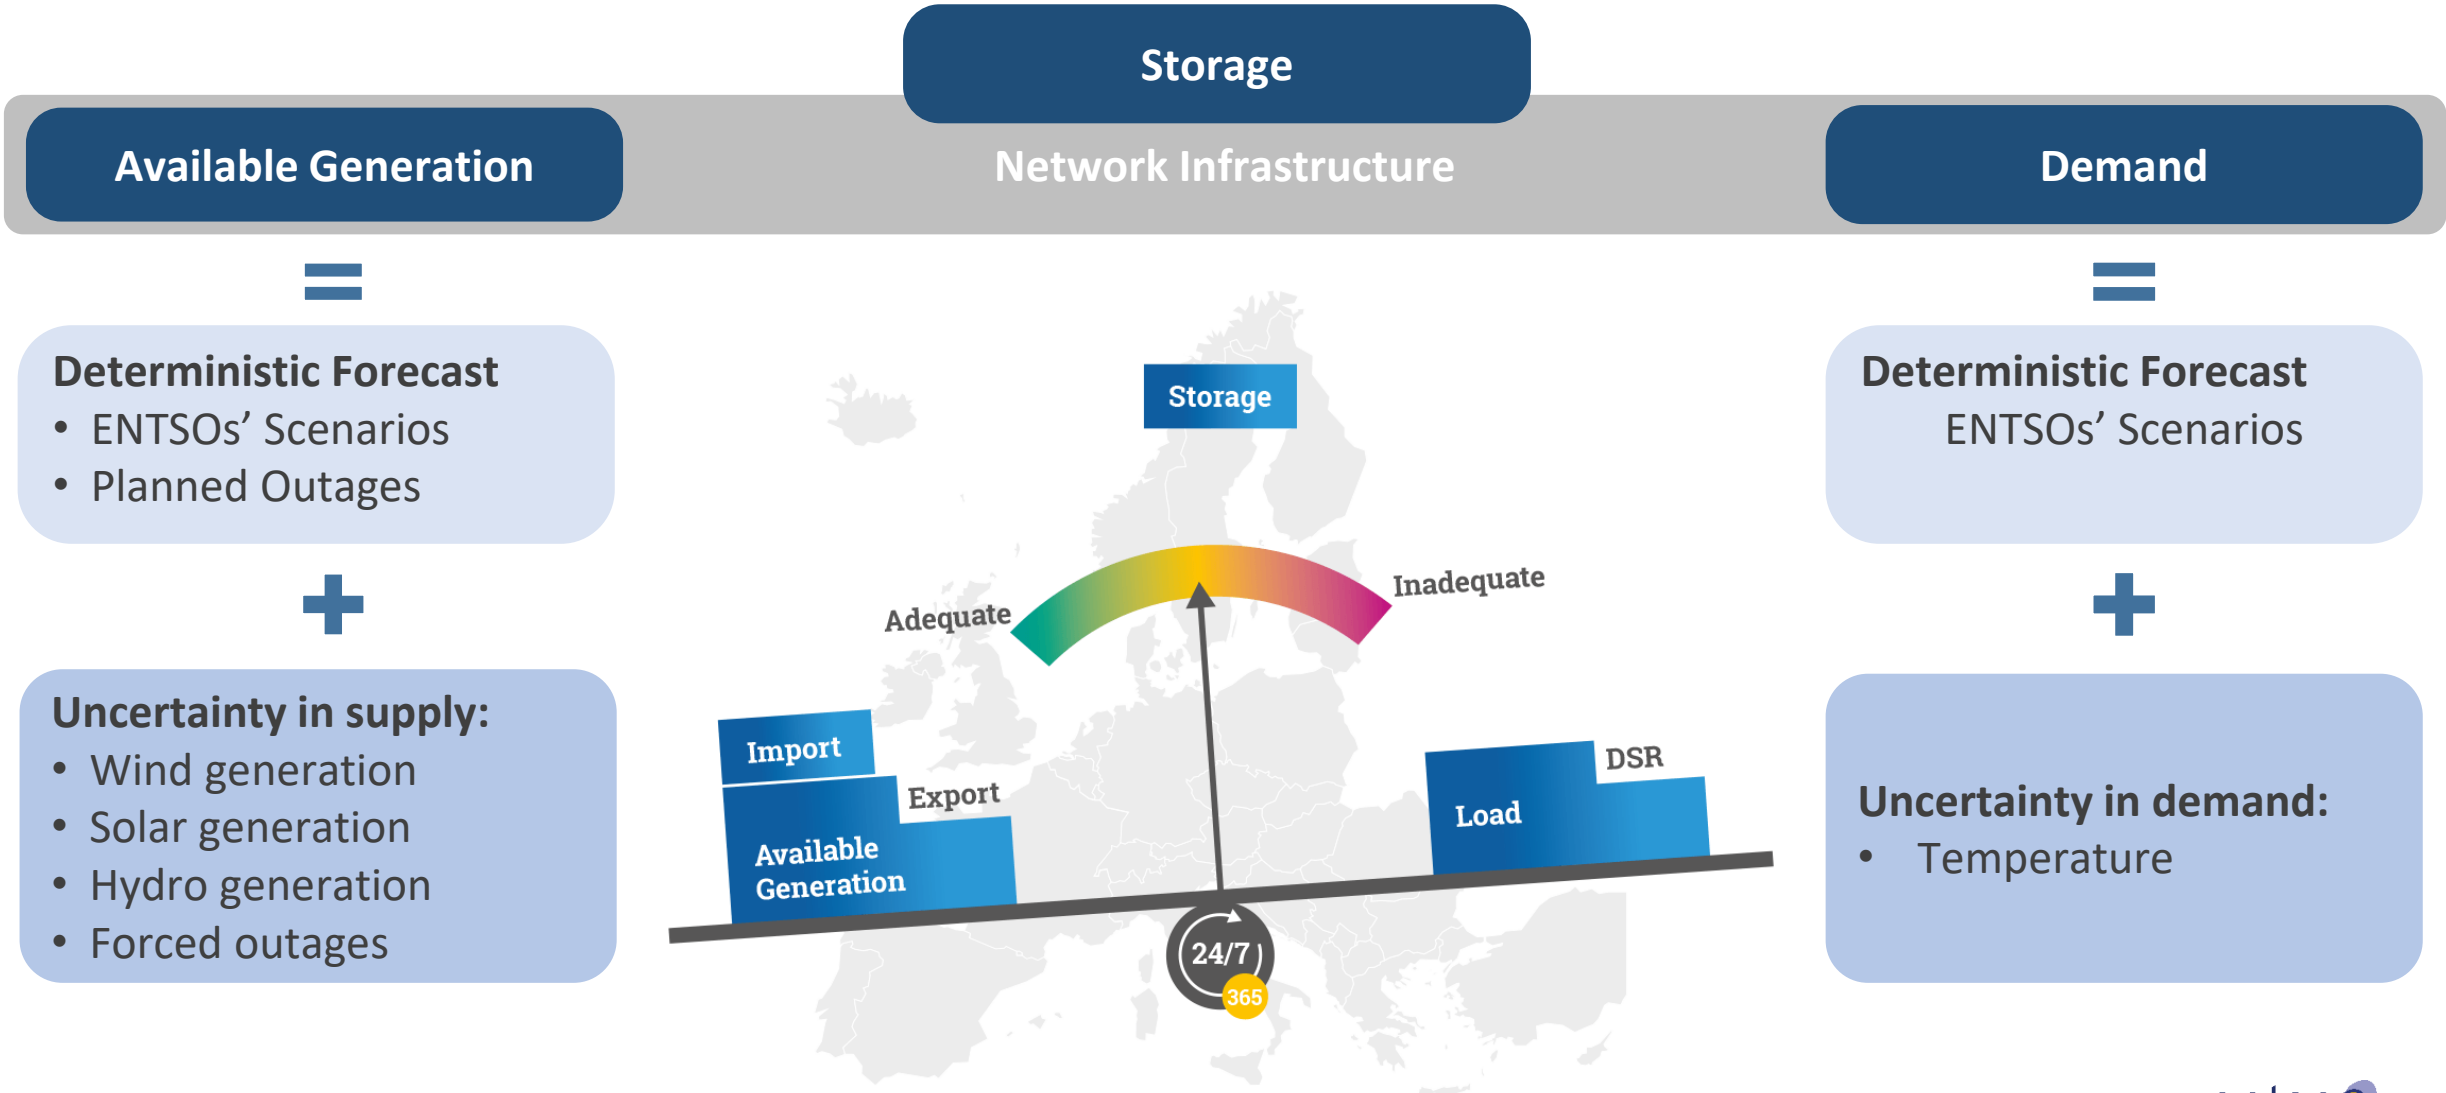 Storage
Available Generation
Network Infrastructure
Demand
Deterministic Forecast
• ENTSOs’ Scenarios
• Planned Outages
Uncertainty in supply:
• Wind generation
• Solar generation
• Hydro generation
• Forced outages
Storage
Adequate
Inadequate
Import
Export
Available
Generation
DSR
Load
24/7
365
Deterministic Forecast
ENTSOs’ Scenarios
Uncertainty in demand:
• Temperature